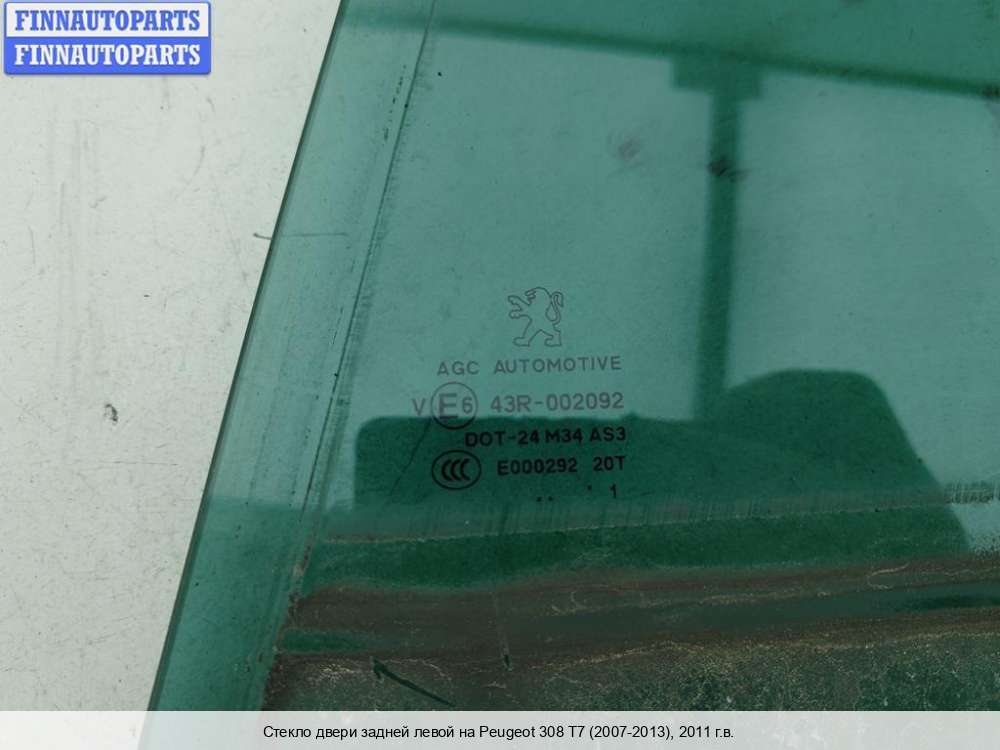 FINNAUTOPARTS
FINNAUTOPARTS
AGC AUTOMOTIVE
V E6 43R-002092
DOT-24 M34 AS3
CCC E000292 20T
.. . 1
Стекло двери задней левой на Peugeot 308 T7 (2007-2013), 2011 г.в.